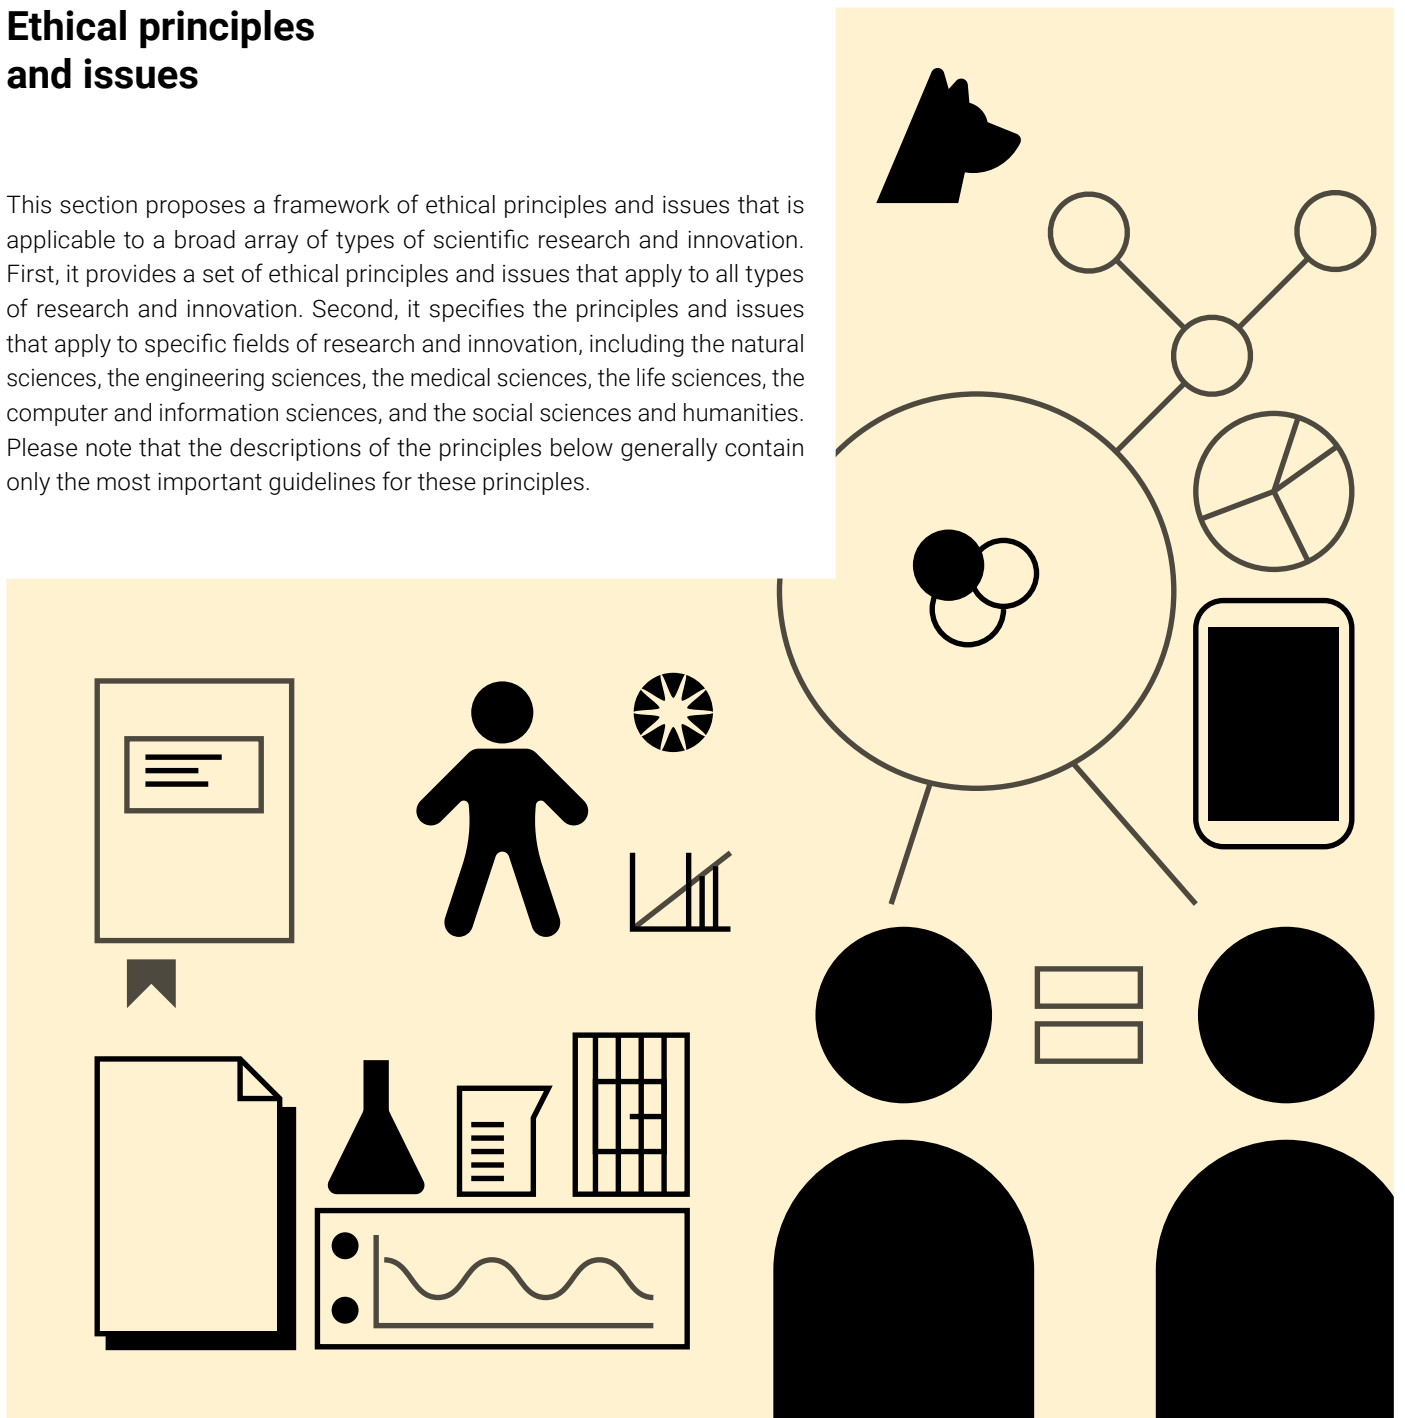 Ethical principles
and issues
This section proposes a framework of ethical principles and issues that is
applicable to a broad array of types of scientific research and innovation.
First, it provides a set of ethical principles and issues that apply to all types
of research and innovation. Second, it specifies the principles and issues
that apply to specific fields of research and innovation, including the natural
sciences, the engineering sciences, the medical sciences, the life sciences, the
computer and information sciences, and the social sciences and humanities.
Please note that the descriptions of the principles below generally contain
only the most important guidelines for these principles.